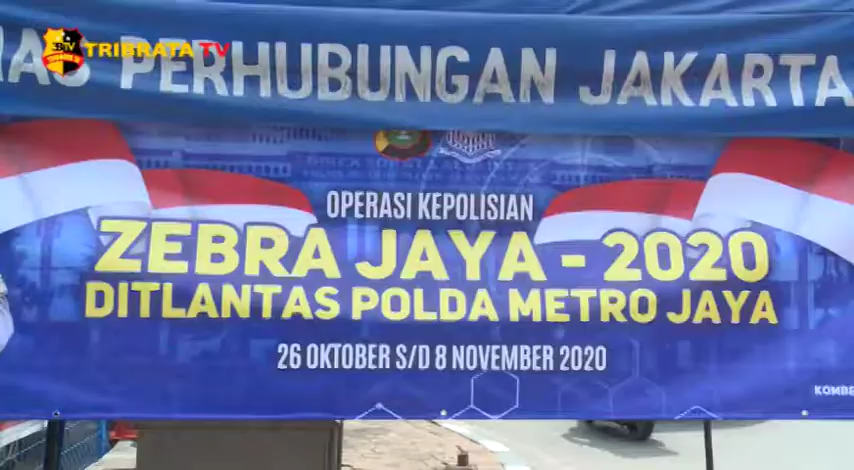 TRIBRATA TV
PERHUBUNGAN JAKARTA
OPERASI KEPOLISIAN
ZEBRA JAYA - 2020
DITLANTAS POLDA METRO JAYA
26 OKTOBER S/D 8 NOVEMBER 2020